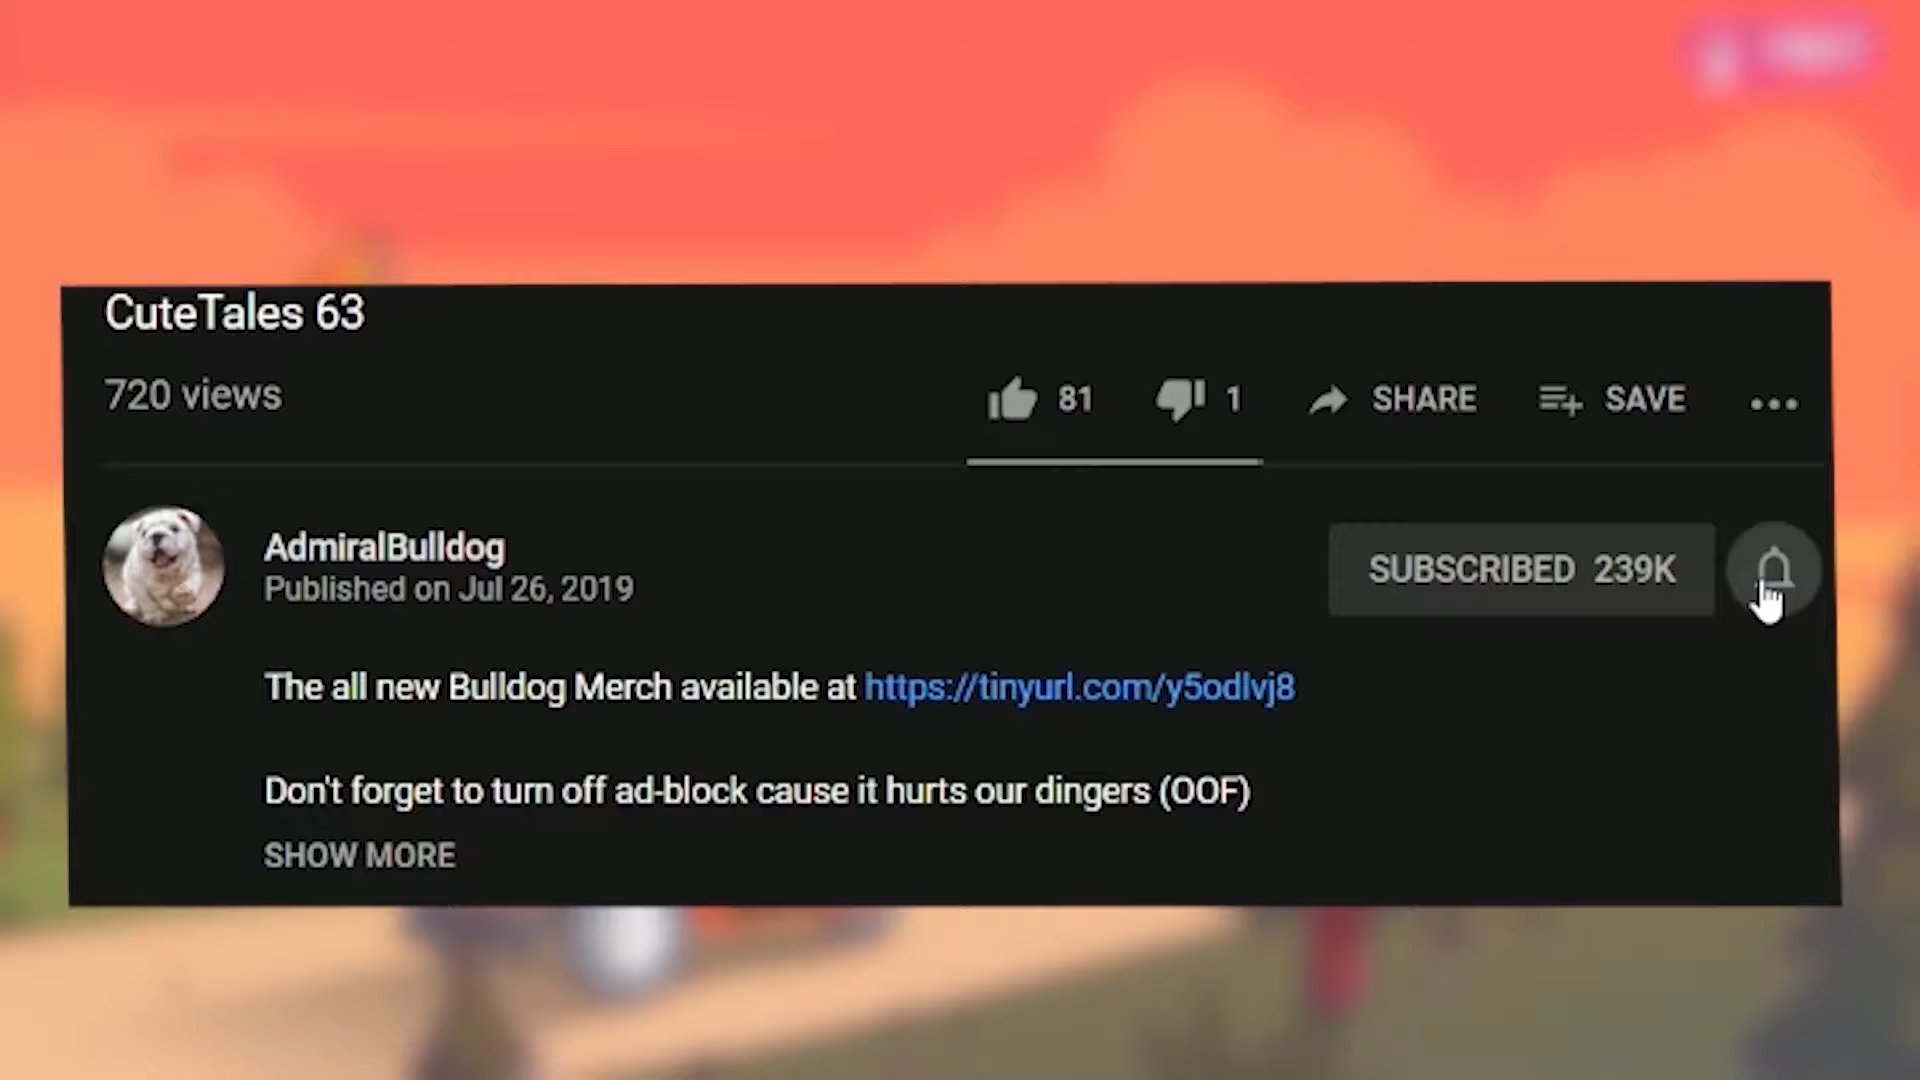 CuteTales 63
720 views
81 1 SHARE SAVE
AdmiralBulldog
Published on Jul 26, 2019
SUBSCRIBED 239K
The all new Bulldog Merch available at https://tinyurl.com/y5odlvj8
Don't forget to turn off ad-block cause it hurts our dingers (OOF)
SHOW MORE